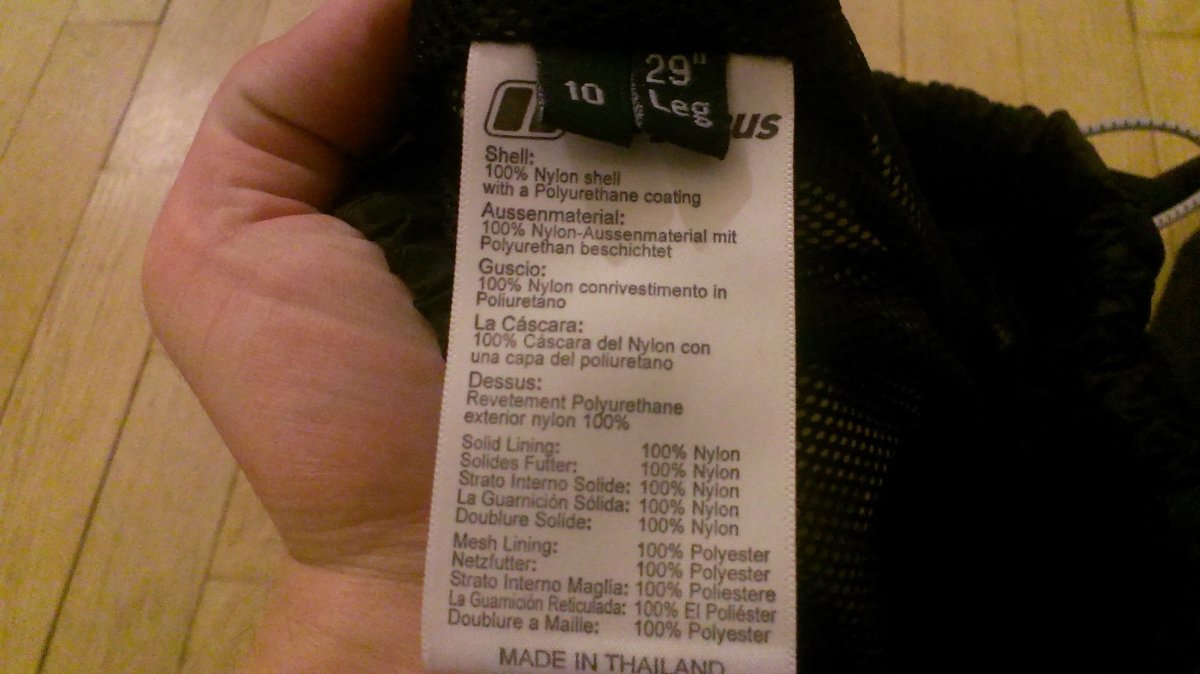 10
29"
Leg
us
Shell:
100% Nylon shell
with a Polyurethane coating
Aussenmaterial:
100% Nylon-Aussenmaterial mit
Polyurethan beschichtet
Guscio:
100% Nylon conrivestimento in
Poliuretano
La Cáscara:
100% Cáscara del Nylon con
una capa del poliuretano
Dessus:
Revetement Polyurethane
exterior nylon 100%
Solid Lining: 100% Nylon
Solides Futter: 100% Nylon
Strato Interno Solide: 100% Nylon
La Guarnición Sólida: 100% Nylon
Doublure Solide: 100% Nylon
Mesh Lining: 100% Polyester
Netzfutter: 100% Polyester
Strato Interno Maglia: 100% Poliestere
La Guarnición Reticulada: 100% El Poliéster
Doublure a Maille: 100% Polyester
MADE IN THAILAND